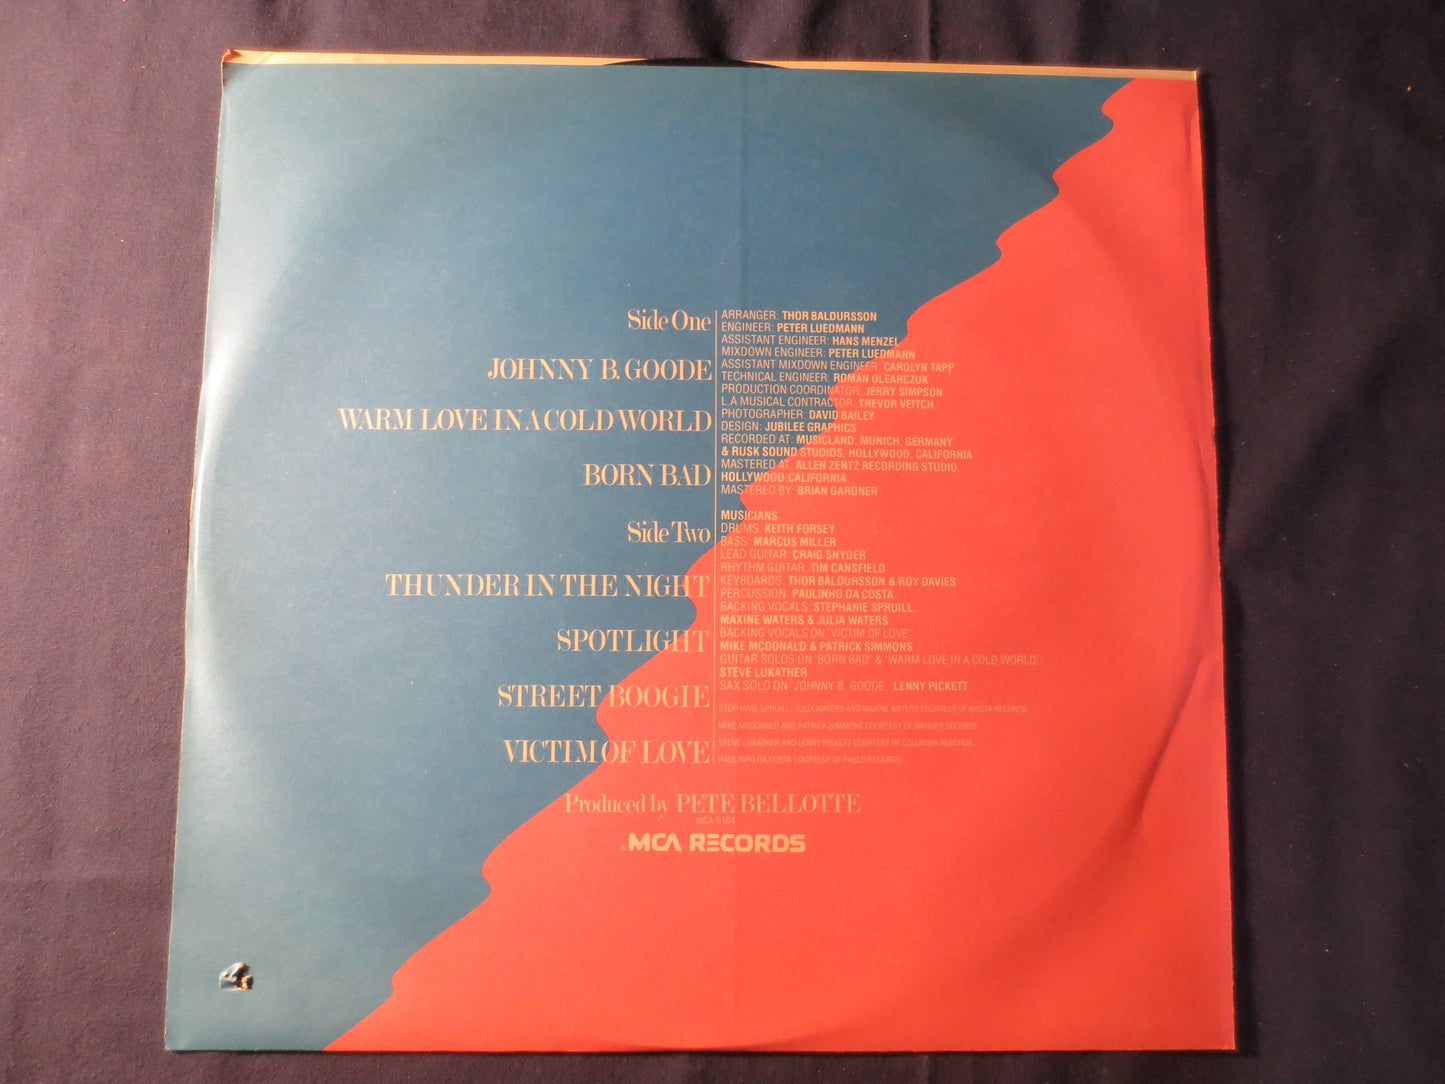 Side One
JOHNNY B. GOODE
WARM LOVE IN A COLD WORLD
BORN BAD
Side Two
THUNDER IN THE NIGHT
SPOTLIGHT
STREET BOOGIE
VICTIM OF LOVE
ARRANGER: THOR BALDURSSON
ENGINEER: PETER LUEDMANN
ASSISTANT ENGINEER: HANS MENZEL
MIXDOWN ENGINEER: PETER LUEDMANN
ASSISTANT MIXDOWN ENGINEER: CAROLYN TAPP
TECHNICAL ENGINEER: ROMAN OLEARCZUK
PRODUCTION COORDINATOR: JERRY SIMPSON
L.A MUSICAL CONTRACTOR: TREVOR VEITCH
PHOTOGRAPHER: DAVID BAILEY
DESIGN: JUBILEE GRAPHICS
RECORDED AT: MUSICLAND, MUNICH, GERMANY
& RUSK SOUND STUDIOS, HOLLYWOOD, CALIFORNIA
MASTERED AT: ALLEN ZENTZ RECORDING STUDIO,
HOLLYWOOD, CALIFORNIA
MASTERED BY: BRIAN GARDNER
MUSICIANS
DRUMS: KEITH FORSEY
BASS: MARCUS MILLER
LEAD GUITAR: CRAIG SNYDER
RHYTHM GUITAR: TIM CANSFIELD
KEYBOARDS: THOR BALDURSSON & ROY DAVIES
PERCUSSION: PAULINHO DA COSTA
BACKING VOCALS: STEPHANIE SPRUILL,
MAXINE WATERS & JULIA WATERS
BACKING VOCALS ON 'VICTIM OF LOVE'
MIKE MCDONALD & PATRICK SIMMONS
GUITAR SOLOS ON 'BORN BAD' & 'WARM LOVE IN A COLD WORLD'
STEVE LUKATHER
SAX SOLO ON 'JOHNNY B. GOODE' LENNY PICKETT
STEPHANIE SPRUILL, JULIA WATERS AND MAXINE WATERS COURTESY OF ARISTA RECORDS
MIKE MCDONALD AND PATRICK SIMMONS COURTESY OF WARNER RECORDS
STEVE LUKATHER AND LENNY PICKETT COURTESY OF COLUMBIA RECORDS
PAULINHO DA COSTA COURTESY OF PABLO RECORDS
Produced by PETE BELLOTTE
MCA-5104
MCA RECORDS